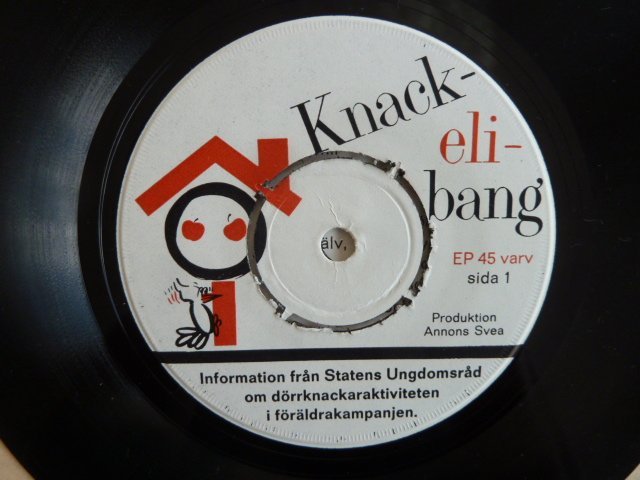 Knack-
eli-
bang
EP 45 varv
sida 1
älv,
Produktion
Annons Svea
Information från Statens Ungdomsråd
om dörrknackaraktiviteten
i föräldrakampanjen.